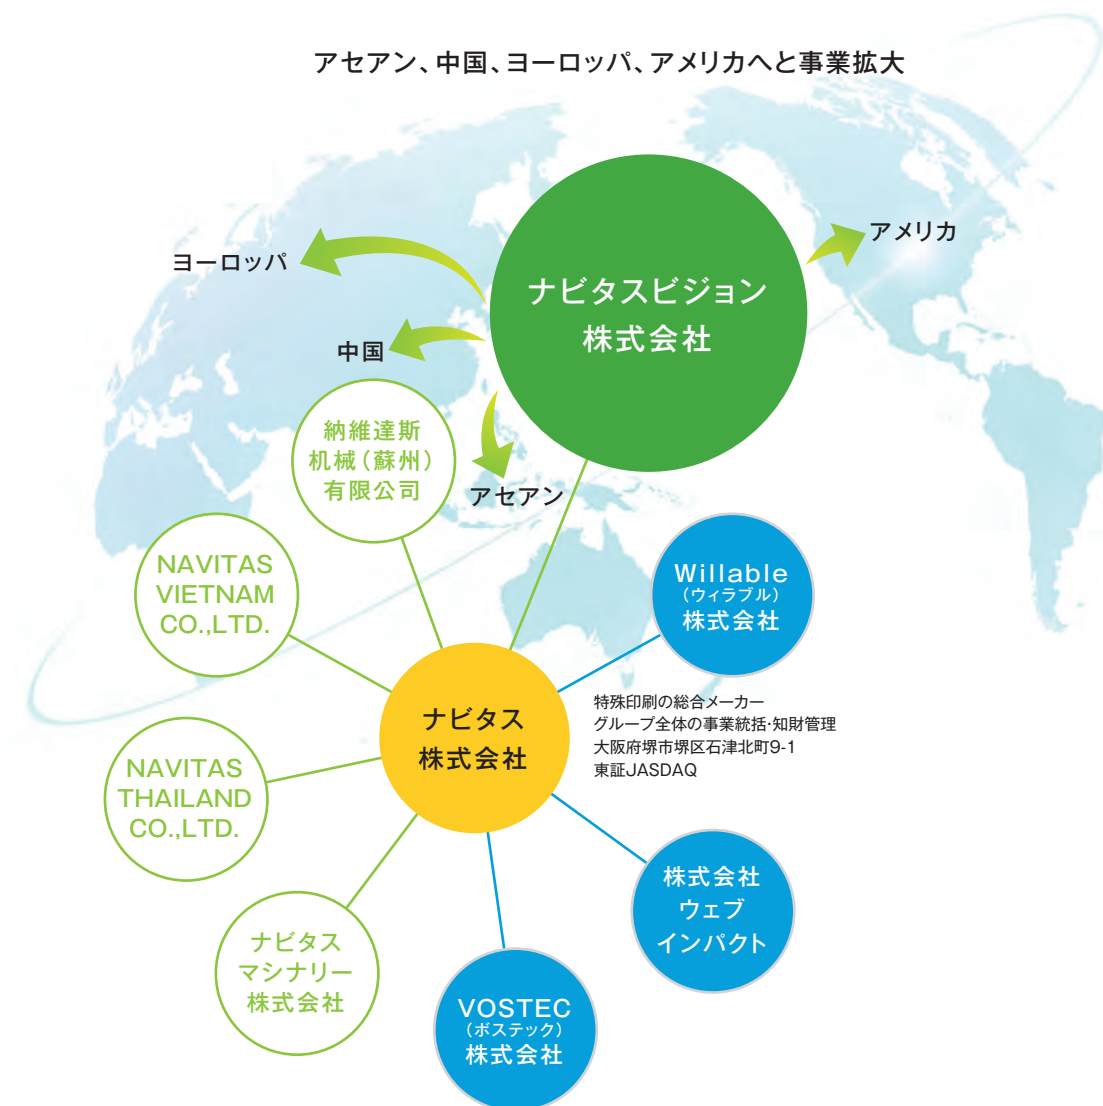 アセアン、中国、ヨーロッパ、アメリカへと事業拡大
アメリカ
ヨーロッパ
ナビタスビジョン
株式会社
中国
納維達斯
机械（蘇州）
有限公司
アセアン
NAVITAS
VIETNAM
CO.,LTD.
Willable
（ウィラブル）
株式会社
ナビタス
株式会社
特殊印刷の総合メーカー
グループ全体の事業統括・知財管理
大阪府堺市堺区石津北町9-1
東証JASDAQ
NAVITAS
THAILAND
CO.,LTD.
株式会社
ウェブ
インパクト
ナビタス
マシナリー
株式会社
VOSTEC
（ボステック）
株式会社